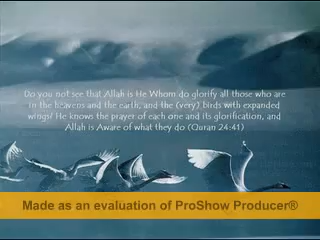 Do you not see that Allah is He Whom do glorify all those who are
in the heavens and the earth, and the (very) birds with expanded
wings? He knows the prayer of each one and its glorification, and
Allah is Aware of what they do (Quran 24:41)
Made as an evaluation of ProShow Producer®